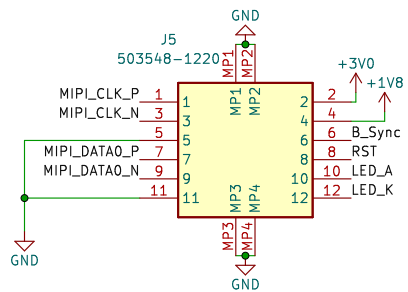 GND
J5
503548-1220
MP1
MP2
+3V0
+1V8
MIPI_CLK_P 1 1 MP1 MP2 2 2
MIPI_CLK_N 3 3 4 4
5 5 6 6 B_Sync
MIPI_DATA0_P 7 7 8 8 RST
MIPI_DATA0_N 9 9 10 10 LED_A
11 11 MP3 MP4 12 12 LED_K
MP3
MP4
GND
GND